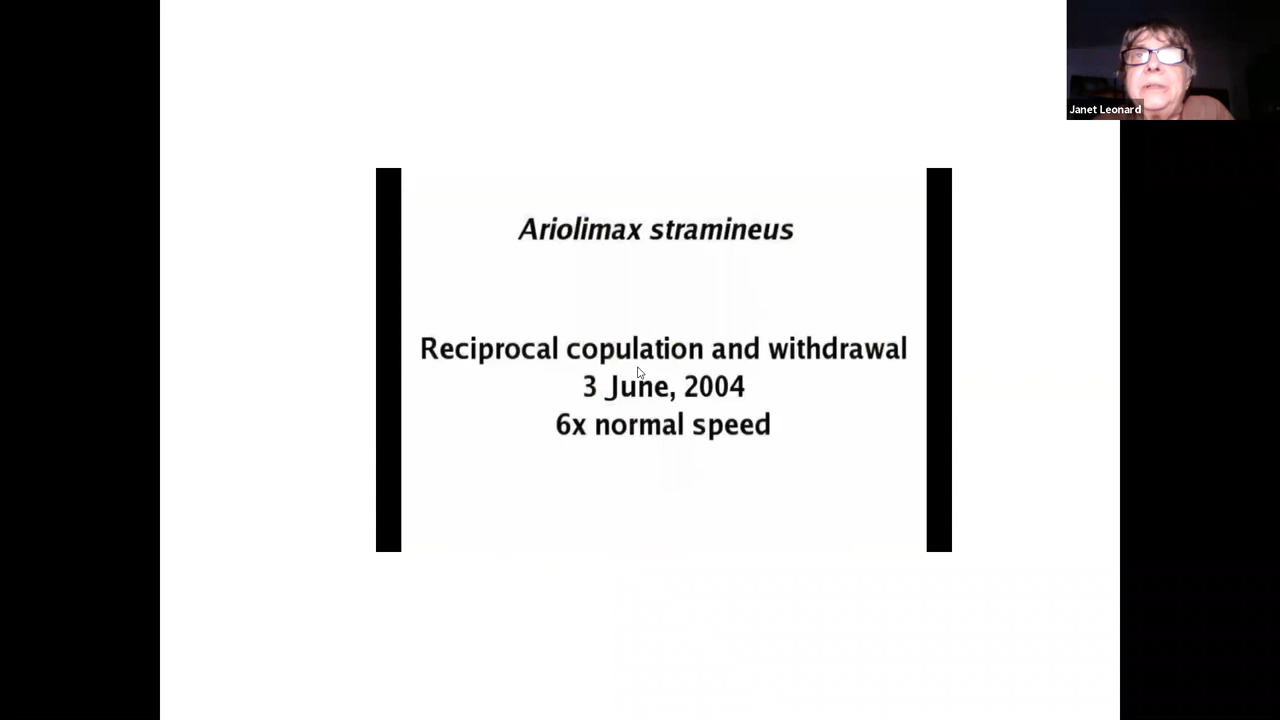 Janet Leonard
Ariolimax stramineus
Reciprocal copulation and withdrawal
3 June, 2004
6x normal speed